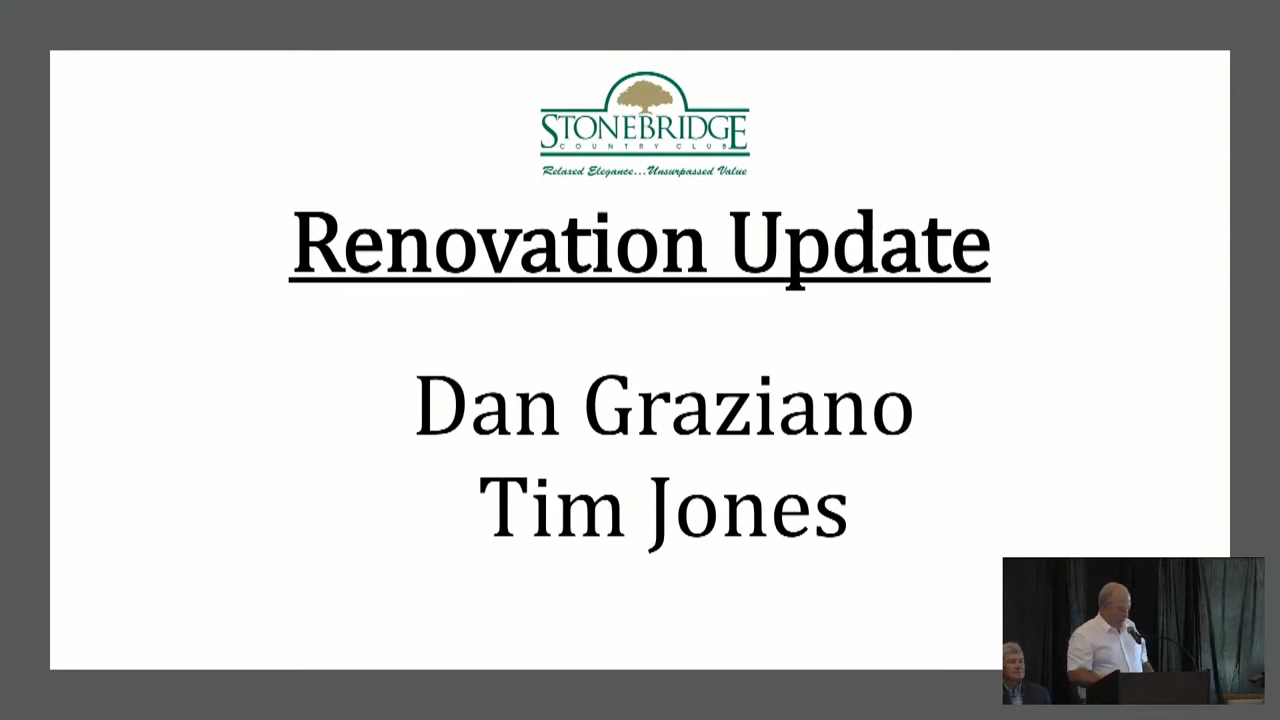 STONEBRIDGE
COUNTRY CLUB
Relaxed Elegance...Unsurpassed Value
Renovation Update
Dan Graziano
Tim Jones